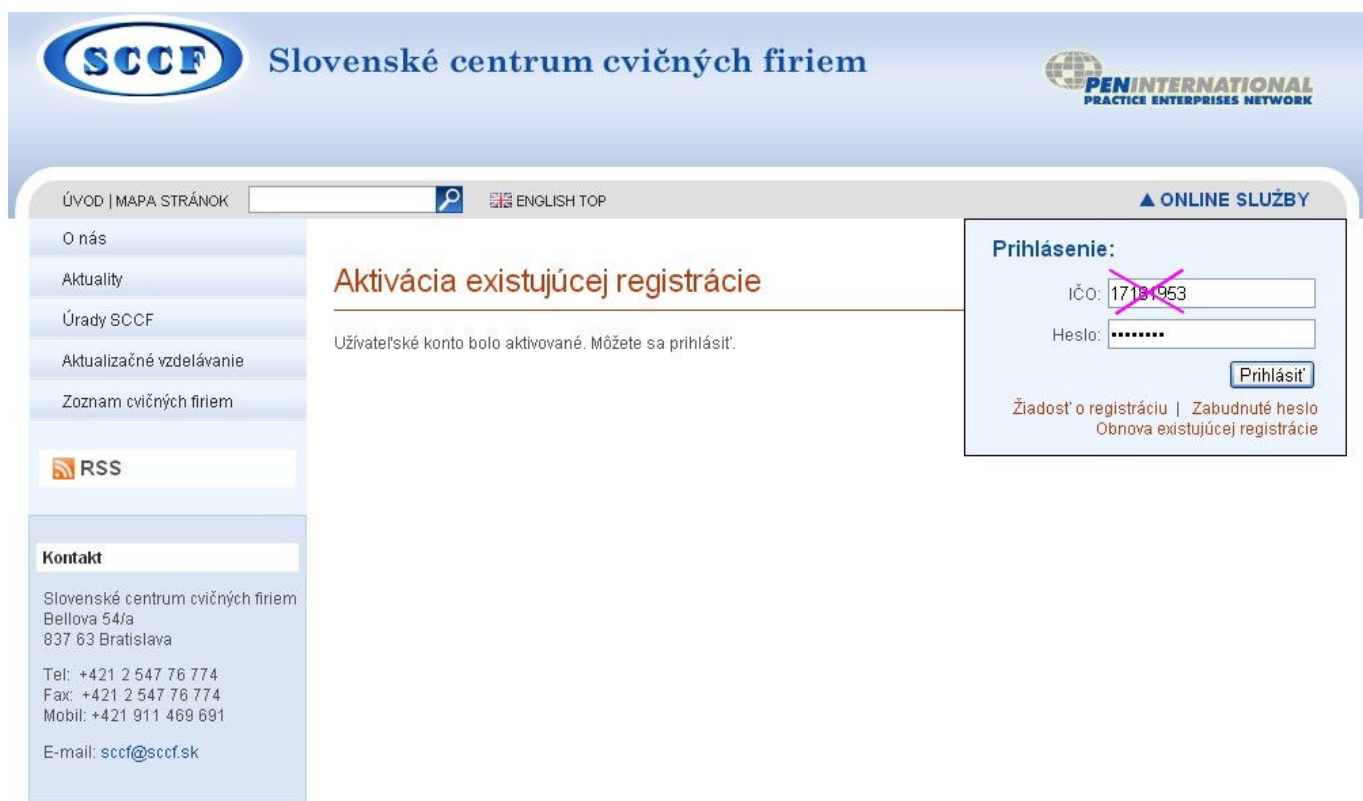 SCCF
Slovenské centrum cvičných firiem
PENINTERNATIONAL
PRACTICE ENTERPRISES NETWORK
ÚVOD | MAPA STRÁNOK
ENGLISH TOP
▲ ONLINE SLUŽBY
O nás
Aktuality
Úrady SCCF
Aktualizačné vzdelávanie
Zoznam cvičných firiem
RSS
Kontakt
Slovenské centrum cvičných firiem
Bellova 54/a
837 63 Bratislava
Tel: +421 2 547 76 774
Fax: +421 2 547 76 774
Mobil: +421 911 469 691
E-mail: sccf@sccf.sk
Aktivácia existujúcej registrácie
Užívateľské konto bolo aktivované. Môžete sa prihlásiť.
Prihlásenie:
IČO: 17181953
Heslo: ••••••••
Prihlásiť
Žiadosť o registráciu | Zabudnuté heslo
Obnova existujúcej registrácie